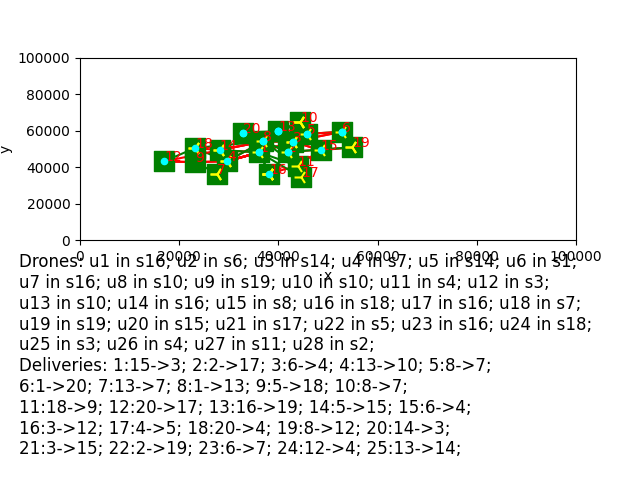 100000
80000
60000
40000
20000
0
y
20000 40000 60000 80000 100000
x
Drones: u1 in s16; u2 in s6; u3 in s14; u4 in s7; u5 in s14; u6 in s1;
u7 in s16; u8 in s10; u9 in s19; u10 in s10; u11 in s4; u12 in s3;
u13 in s10; u14 in s16; u15 in s8; u16 in s18; u17 in s16; u18 in s7;
u19 in s19; u20 in s15; u21 in s17; u22 in s5; u23 in s16; u24 in s18;
u25 in s3; u26 in s4; u27 in s11; u28 in s2;
Deliveries: 1:15->3; 2:2->17; 3:6->4; 4:13->10; 5:8->7;
6:1->20; 7:13->7; 8:1->13; 9:5->18; 10:8->7;
11:18->9; 12:20->17; 13:16->19; 14:5->15; 15:6->4;
16:3->12; 17:4->5; 18:20->4; 19:8->12; 20:14->3;
21:3->15; 22:2->19; 23:6->7; 24:12->4; 25:13->14;